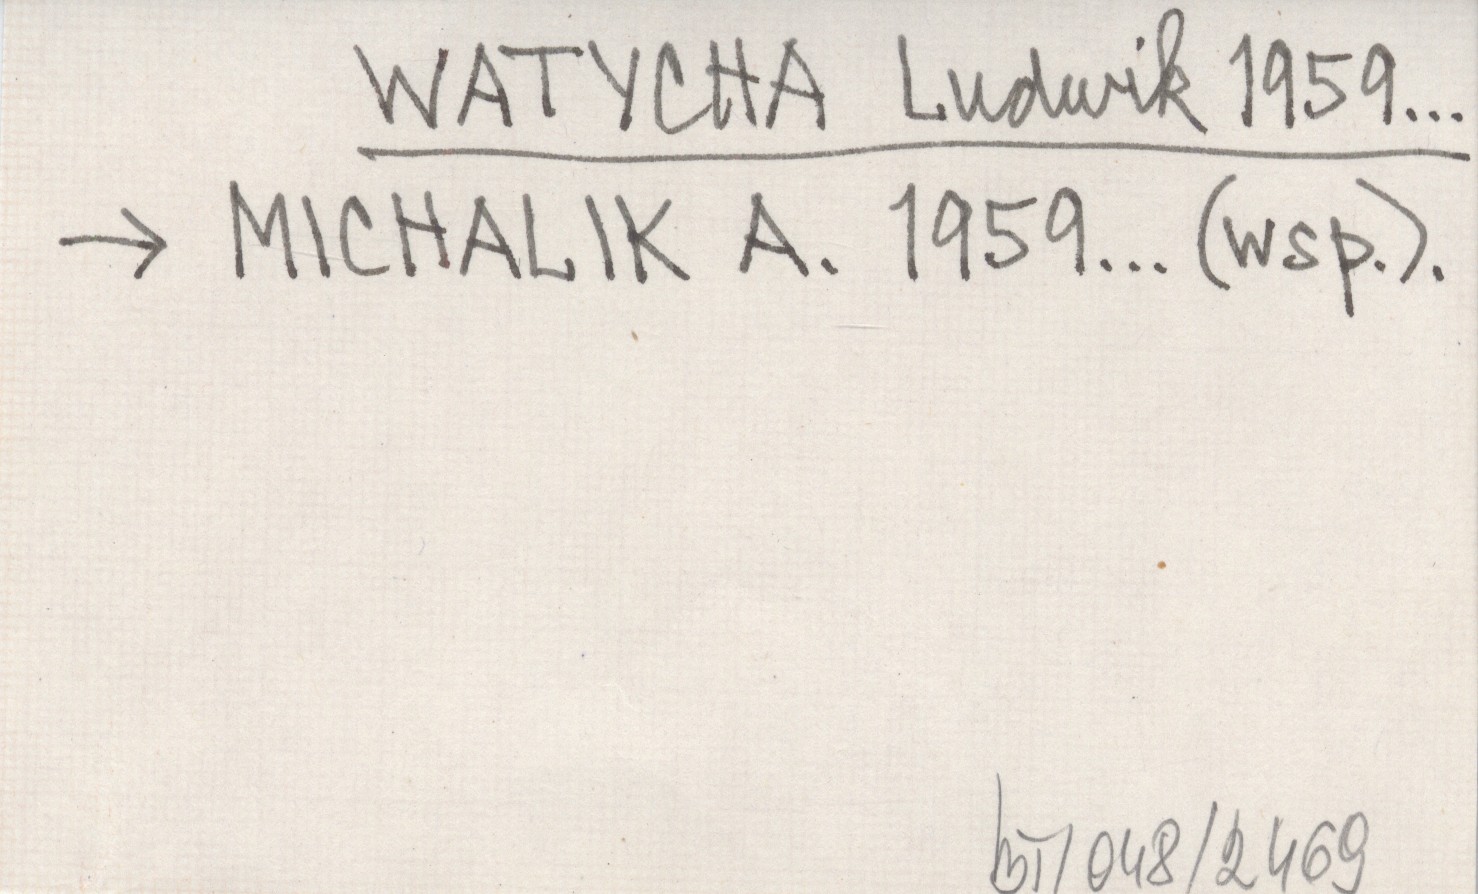 WATYCHA Ludwik 1959...
→ MICHALIK A. 1959... (wsp.).
bT/048/2469